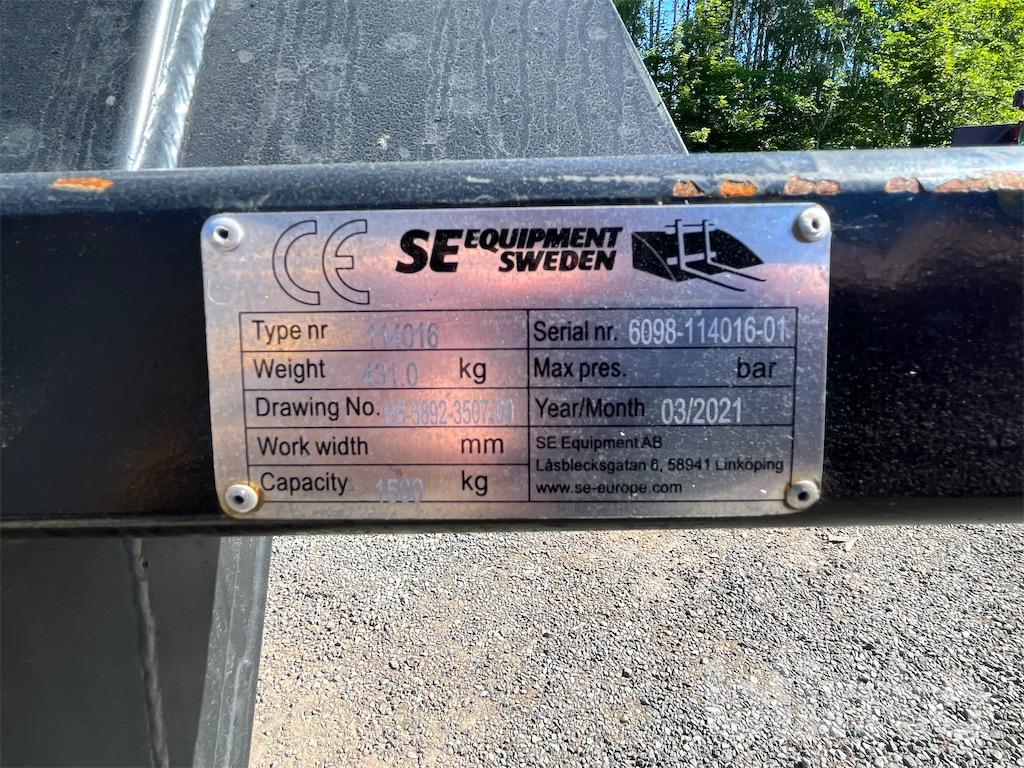 CE SE EQUIPMENT SWEDEN
Type nr 114016 Serial nr. 6098-114016-01
Weight 431.0 kg Max pres. bar
Drawing No. Year/Month 03/2021
Work width mm SE Equipment AB
Låsblecksgatan 8, 58941 Linköping
Capacity 1500 kg www.se-europe.com